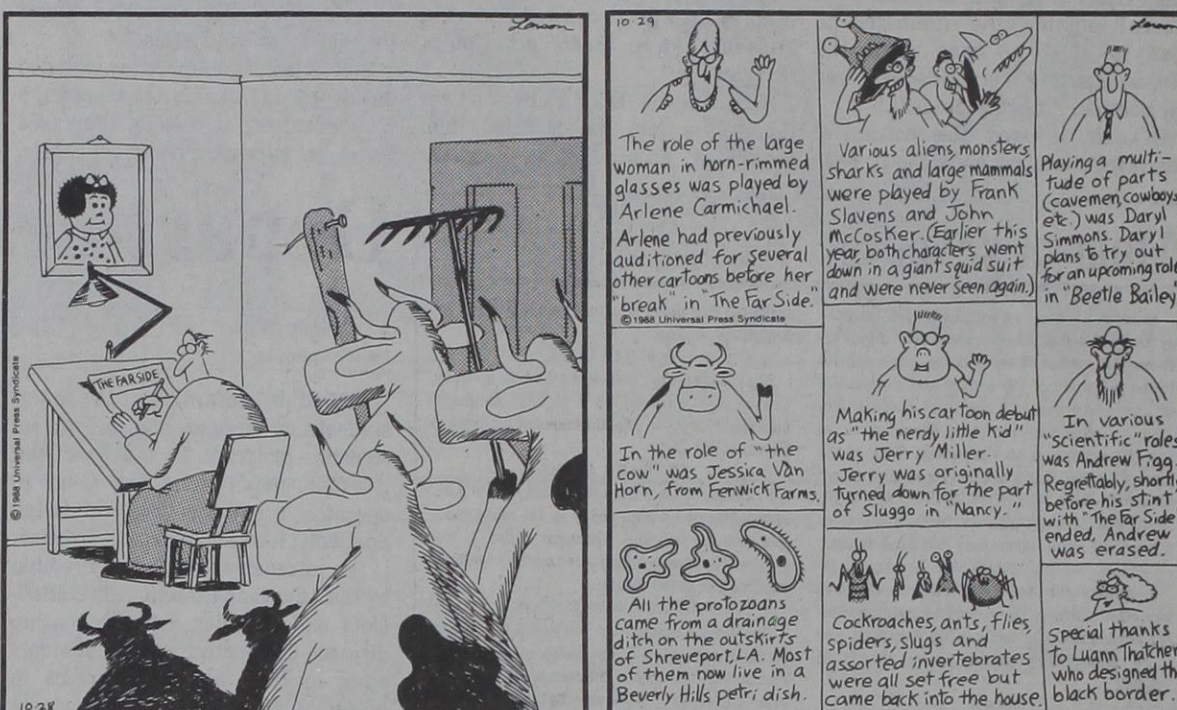 Larson
THE FAR SIDE
© 1988 Universal Press Syndicate
10-28
10-29
The role of the large
woman in horn-rimmed
glasses was played by
Arlene Carmichael.
Arlene had previously
auditioned for several
other cartoons before her
"break" in "The Far Side."
© 1988 Universal Press Syndicate
In the role of "the
cow" was Jessica Van
Horn, from Fenwick Farms.
All the protozoans
came from a drainage
ditch on the outskirts
of Shreveport, LA. Most
of them now live in a
Beverly Hills petri dish.
Various aliens, monsters,
sharks and large mammals
were played by Frank
Slavens and John
McCosker. (Earlier this
year, both characters went
down in a giant squid suit
and were never seen again.)
Making his cartoon debut
as "the nerdy little kid"
was Jerry Miller.
Jerry was originally
turned down for the part
of Sluggo in "Nancy."
Cockroaches, ants, flies,
spiders, slugs and
assorted invertebrates
were all set free but
came back into the house.
Larson
Playing a multi-
tude of parts
(cavemen, cowboys,
etc.) was Daryl
Simmons. Daryl
plans to try out
for an upcoming role
in "Beetle Bailey"
In various
"scientific" roles
was Andrew Figg.
Regrettably, shortl
before his stint
with "The Far Side"
ended, Andrew
was erased.
Special thanks
to Luann Thatcher
who designed th
black border.